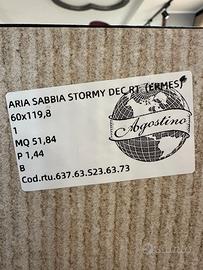 ARIA SABBIA STORMY DEC RT (ERMES)
60x119,8
1
MQ 51,84
P 1,44
B
Cod.rtu.637.63.S23.63.73
Agostino